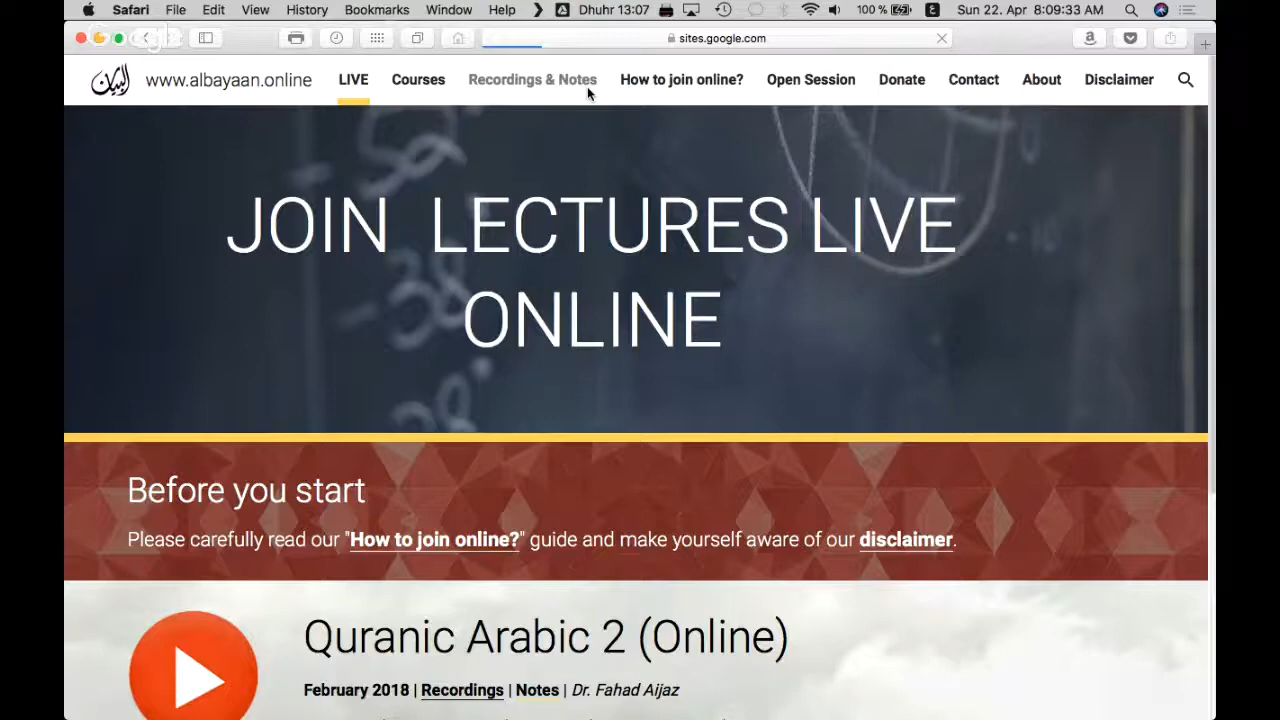 Safari File Edit View History Bookmarks Window Help Dhuhr 13:07 100 % Sun 22. Apr 8:09:33 AM
sites.google.com
البيان www.albayaan.online LIVE Courses Recordings & Notes How to join online? Open Session Donate Contact About Disclaimer
JOIN LECTURES LIVE
ONLINE
Before you start
Please carefully read our "How to join online?" guide and make yourself aware of our disclaimer.
Quranic Arabic 2 (Online)
February 2018 | Recordings | Notes | Dr. Fahad Aijaz